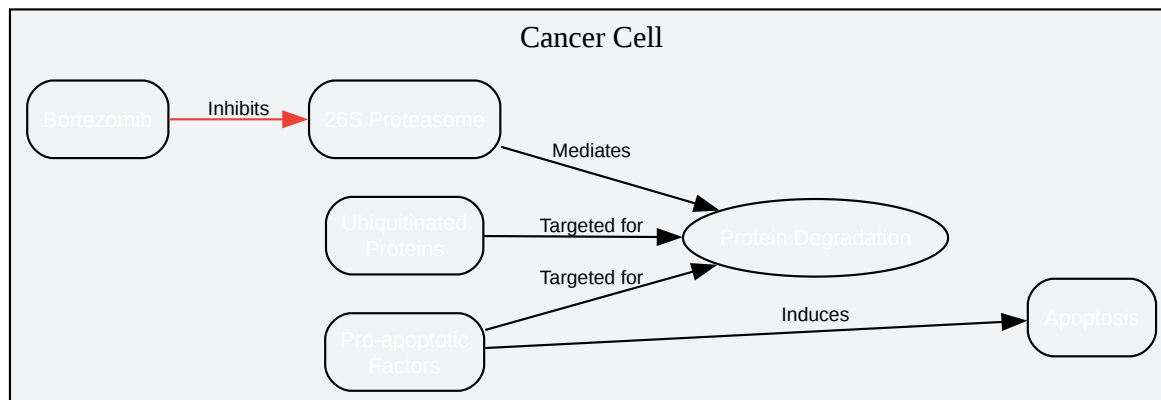 Cancer Cell
Bortezomib
Inhibits
26S Proteasome
Mediates
Ubiquitinated
Proteins
Targeted for
Protein Degradation
Targeted for
Pro-apoptotic
Factors
Induces
Apoptosis